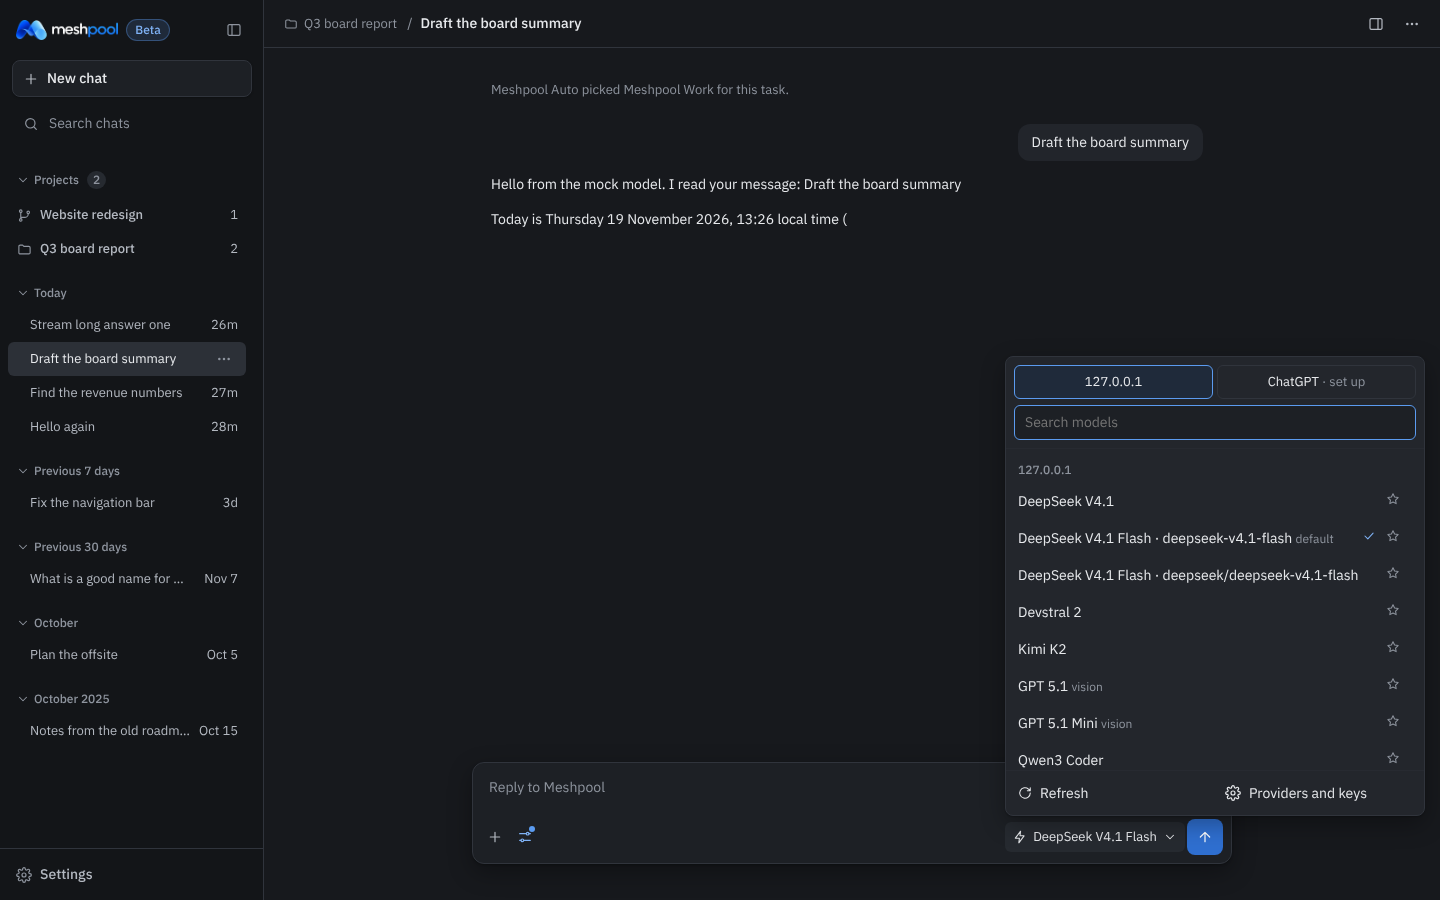 meshpool Beta
New chat
Search chats
Projects 2
Website redesign 1
Q3 board report 2
Today
Stream long answer one 26m
Draft the board summary
Find the revenue numbers 27m
Hello again 28m
Previous 7 days
Fix the navigation bar 3d
Previous 30 days
What is a good name for ... Nov 7
October
Plan the offsite Oct 5
October 2025
Notes from the old roadm... Oct 15
Settings
Q3 board report / Draft the board summary
Meshpool Auto picked Meshpool Work for this task.
Draft the board summary
Hello from the mock model. I read your message: Draft the board summary
Today is Thursday 19 November 2026, 13:26 local time (
127.0.0.1 ChatGPT · set up
Search models
127.0.0.1
DeepSeek V4.1
DeepSeek V4.1 Flash · deepseek-v4.1-flash default
DeepSeek V4.1 Flash · deepseek/deepseek-v4.1-flash
Devstral 2
Kimi K2
GPT 5.1 vision
GPT 5.1 Mini vision
Qwen3 Coder
Refresh Providers and keys
Reply to Meshpool
DeepSeek V4.1 Flash